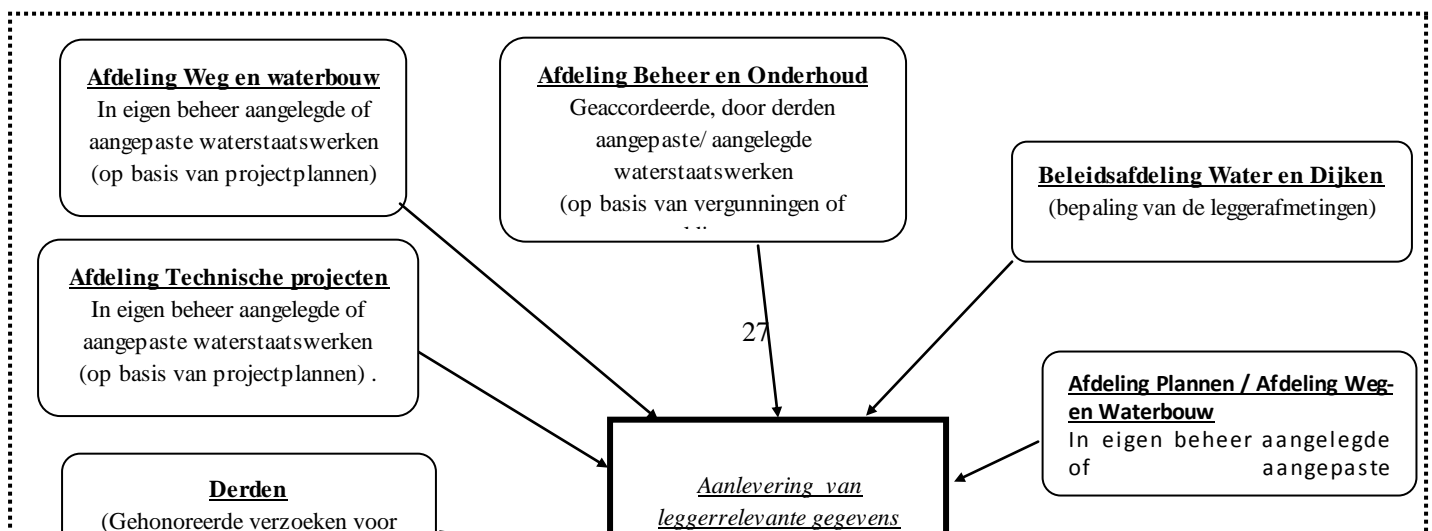 Afdeling Weg en waterbouw
In eigen beheer aangelegde of
aangepaste waterstaatswerken
(op basis van projectplannen)
Afdeling Beheer en Onderhoud
Geaccordeerde, door derden
aangepaste/ aangelegde
waterstaatswerken
(op basis van vergunningen of
Beleidsafdeling Water en Dijken
(bepaling van de leggerafmetingen)
Afdeling Technische projecten
In eigen beheer aangelegde of
aangepaste waterstaatswerken
(op basis van projectplannen) .
27
Afdeling Plannen / Afdeling Weg-
en Waterbouw
In eigen beheer aangelegde
of aangepaste
Derden
(Gehonoreerde verzoeken voor
Aanlevering van
leggerrelevante gegevens